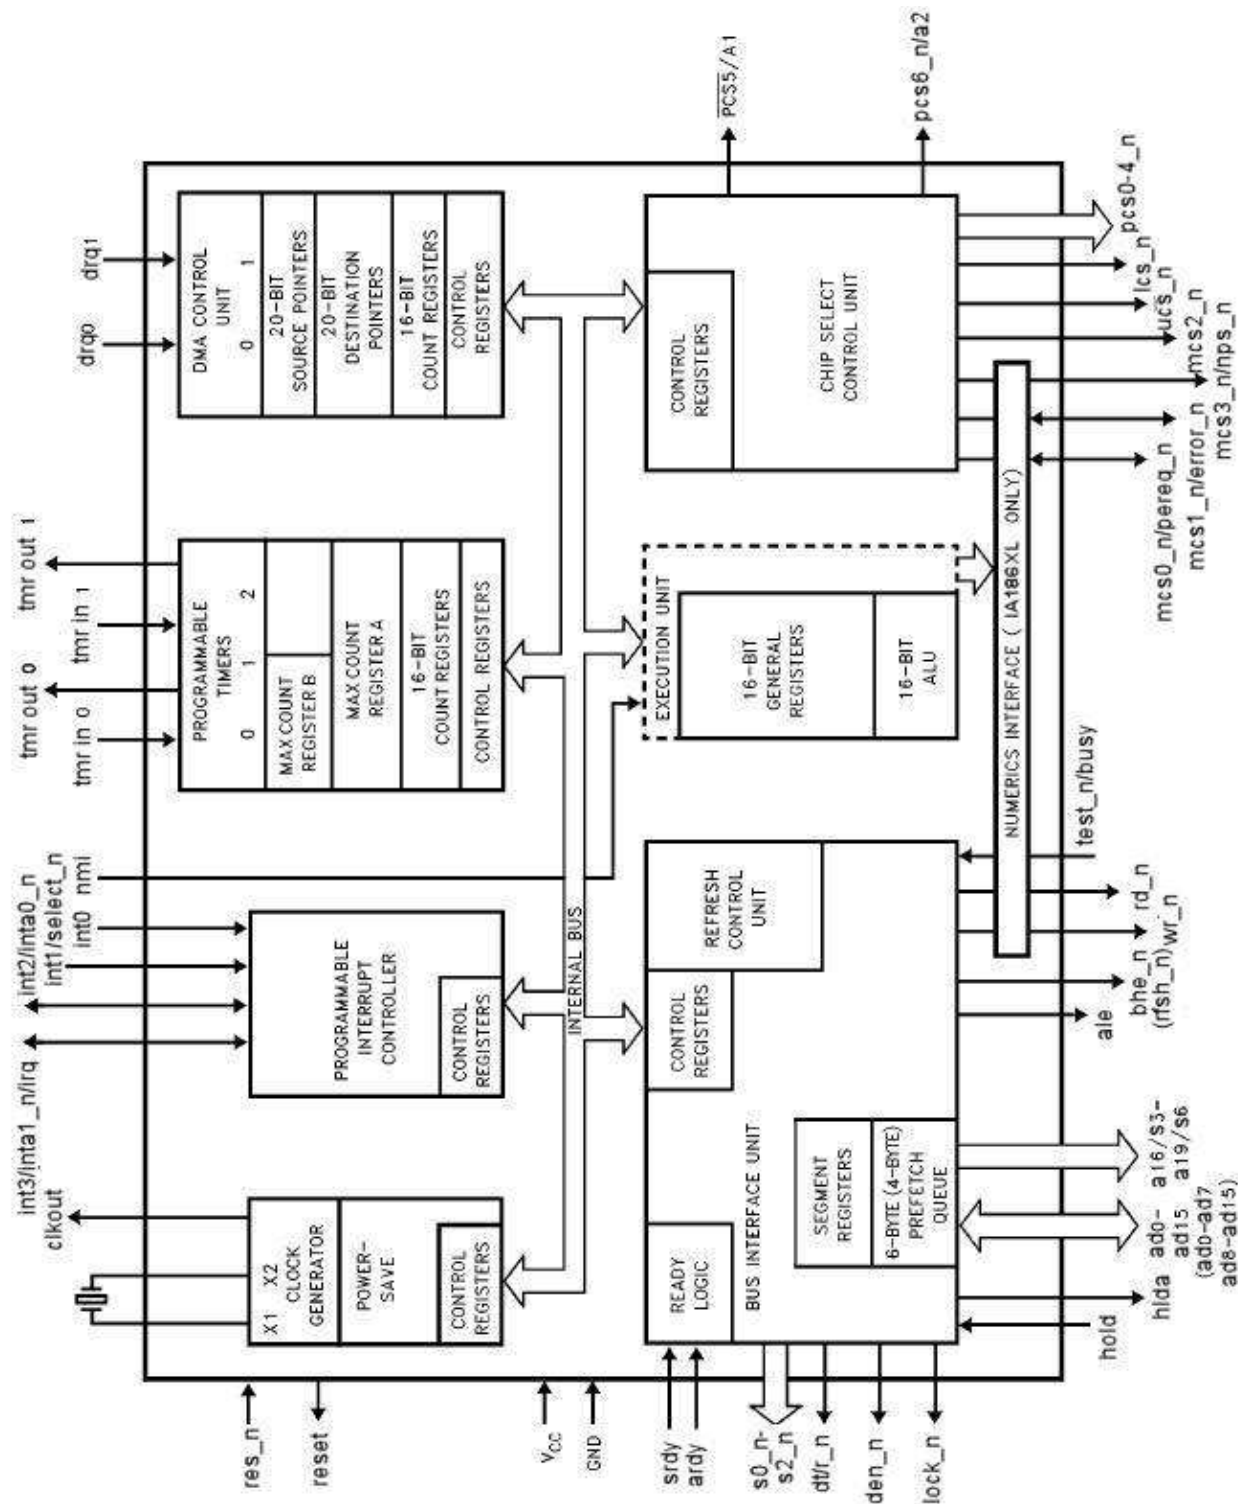 int3/inta1_n/irq
clkout
int2/inta0_n
int1/select_n
int0
nmi
tmr out 0
tmr in 0
tmr out 1
tmr in 1
drq0
drq1
X1 X2
CLOCK
GENERATOR
POWER-
SAVE
CONTROL
REGISTERS
PROGRAMMABLE
INTERRUPT
CONTROLLER
CONTROL
REGISTERS
PROGRAMMABLE
TIMERS
0 1 2
MAX COUNT
REGISTER B
MAX COUNT
REGISTER A
16-BIT
COUNT REGISTERS
CONTROL REGISTERS
DMA CONTROL
UNIT
0 1
20-BIT
SOURCE POINTERS
20-BIT
DESTINATION
POINTERS
16-BIT
COUNT REGISTERS
CONTROL
REGISTERS
res_n
reset
VCC
GND
INTERNAL BUS
srdy
ardy
s0_n-
s2_n
dt/r_n
den_n
lock_n
READY
LOGIC
BUS INTERFACE UNIT
CONTROL
REGISTERS
REFRESH
CONTROL
UNIT
SEGMENT
REGISTERS
6-BYTE (4-BYTE)
PREFETCH
QUEUE
EXECUTION UNIT
16-BIT
GENERAL
REGISTERS
16-BIT
ALU
CONTROL
REGISTERS
CHIP SELECT
CONTROL UNIT
PCS5/A1
pcs6_n/a2
NUMERICS INTERFACE ( IA186XL ONLY)
hold
hlda
ad0-
ad15
(ad0-ad7
ad8-ad15)
a16/s3-
a19/s6
ale
bhe_n
(rfsh_n)
wr_n
rd_n
test_n/busy
mcs0_n/pereq_n
mcs1_n/error_n
mcs3_n/nps_n
mcs2_n
ucs_n
lcs_n
pcs0-4_n